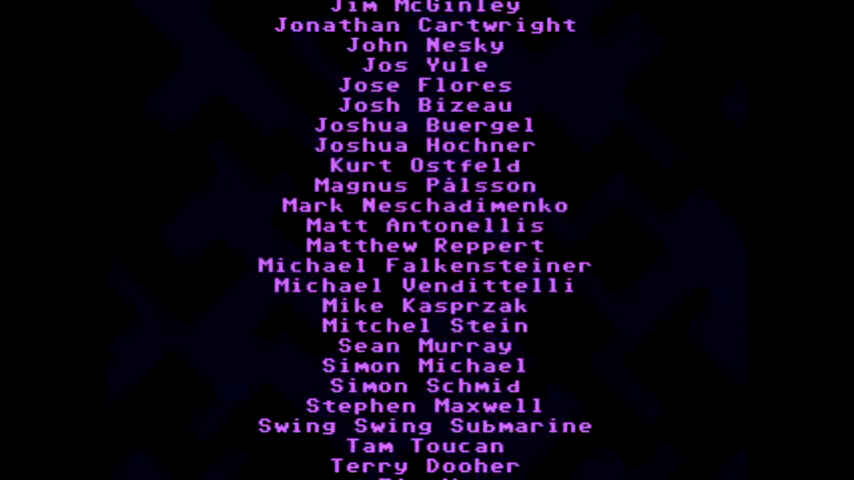 Jim McGinley
Jonathan Cartwright
John Nesky
Jos Yule
Jose Flores
Josh Bizeau
Joshua Buergel
Joshua Hochner
Kurt Ostfeld
Magnus Pålsson
Mark Neschadimenko
Matt Antonellis
Matthew Reppert
Michael Falkensteiner
Michael Vendittelli
Mike Kasprzak
Mitchel Stein
Sean Murray
Simon Michael
Simon Schmid
Stephen Maxwell
Swing Swing Submarine
Tam Toucan
Terry Dooher